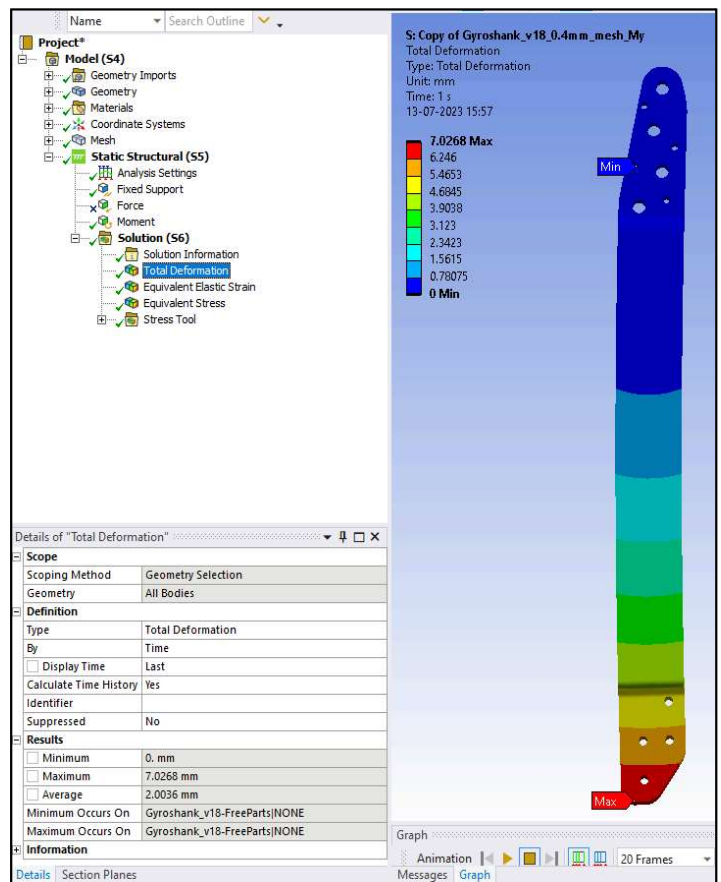 Name
Search Outline
Project*
Model (S4)
Geometry Imports
Geometry
Materials
Coordinate Systems
Mesh
Static Structural (S5)
Analysis Settings
Fixed Support
Force
Moment
Solution (S6)
Solution Information
Total Deformation
Equivalent Elastic Strain
Equivalent Stress
Stress Tool
Details of "Total Deformation"
Scope
Scoping Method Geometry Selection
Geometry All Bodies
Definition
Type Total Deformation
By Time
Display Time Last
Calculate Time History Yes
Identifier
Suppressed No
Results
Minimum 0. mm
Maximum 7.0268 mm
Average 2.0036 mm
Minimum Occurs On Gyroshank_v18-FreeParts|NONE
Maximum Occurs On Gyroshank_v18-FreeParts|NONE
Information
Details Section Planes
S: Copy of Gyroshank_v18_0.4mm_mesh_My
Total Deformation
Type: Total Deformation
Unit: mm
Time: 1 s
13-07-2023 15:57
7.0268 Max
6.246
5.4653
4.6845
3.9038
3.123
2.3423
1.5615
0.78075
0 Min
Min
Max
Graph
Animation 20 Frames
Messages Graph